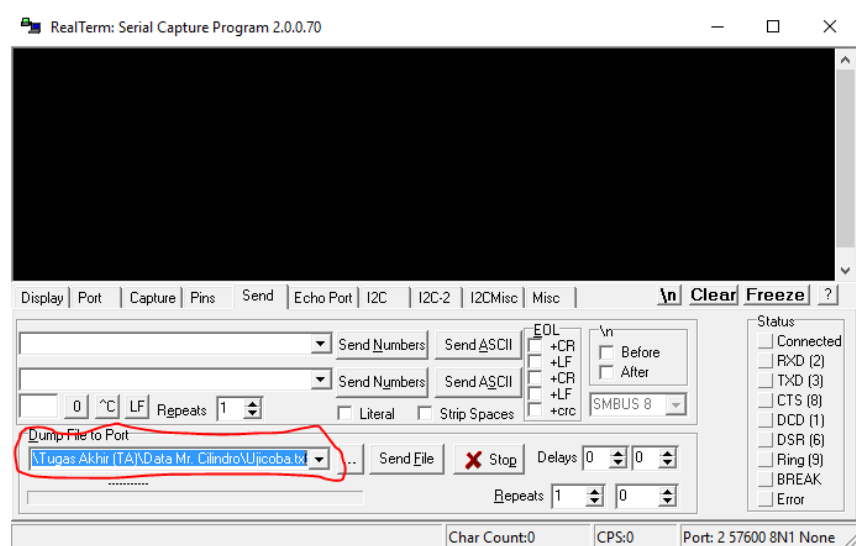 RealTerm: Serial Capture Program 2.0.0.70
Display Port Capture Pins Send Echo Port I2C I2C-2 I2CMisc Misc \n Clear Freeze ?
EOL
\n
Status
Send Numbers Send ASCII +CR Before Connected
+LF
RXD (2)
Send Numbers Send ASCII +CR After TXD (3)
+LF
0 ^C LF Repeats 1 Literal Strip Spaces +crc SMBUS 8 CTS (8)
DCD (1)
Dump File to Port DSR (6)
\Tugas Akhir (TA)\Data Mr. Cilindro\Ujicoba.tx ... Send File Stop Delays 0 0 Ring (9)
BREAK
Repeats 1 0 Error
Char Count:0 CPS:0 Port: 2 57600 8N1 None